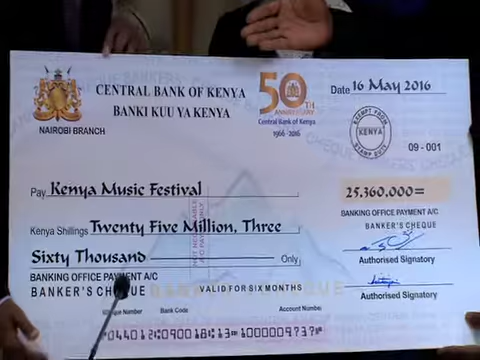 CENTRAL BANK OF KENYA
BANKI KUU YA KENYA
NAIROBI BRANCH
50TH
ANNIVERSARY
Central Bank of Kenya
1966 - 2016
Date 16 May 2016
EXEMPT FROM
KENYA
STAMP DUTY
09 - 001
Pay Kenya Music Festival
25,360,000=
Kenya Shillings Twenty Five Million, Three
Sixty Thousand Only
BANKING OFFICE PAYMENT A/C
BANKER'S CHEQUE
Authorised Signatory
Authorised Signatory
BANKING OFFICE PAYMENT A/C
BANKER'S CHEQUE
VALID FOR SIX MONTHS
Number Bank Code Account Number